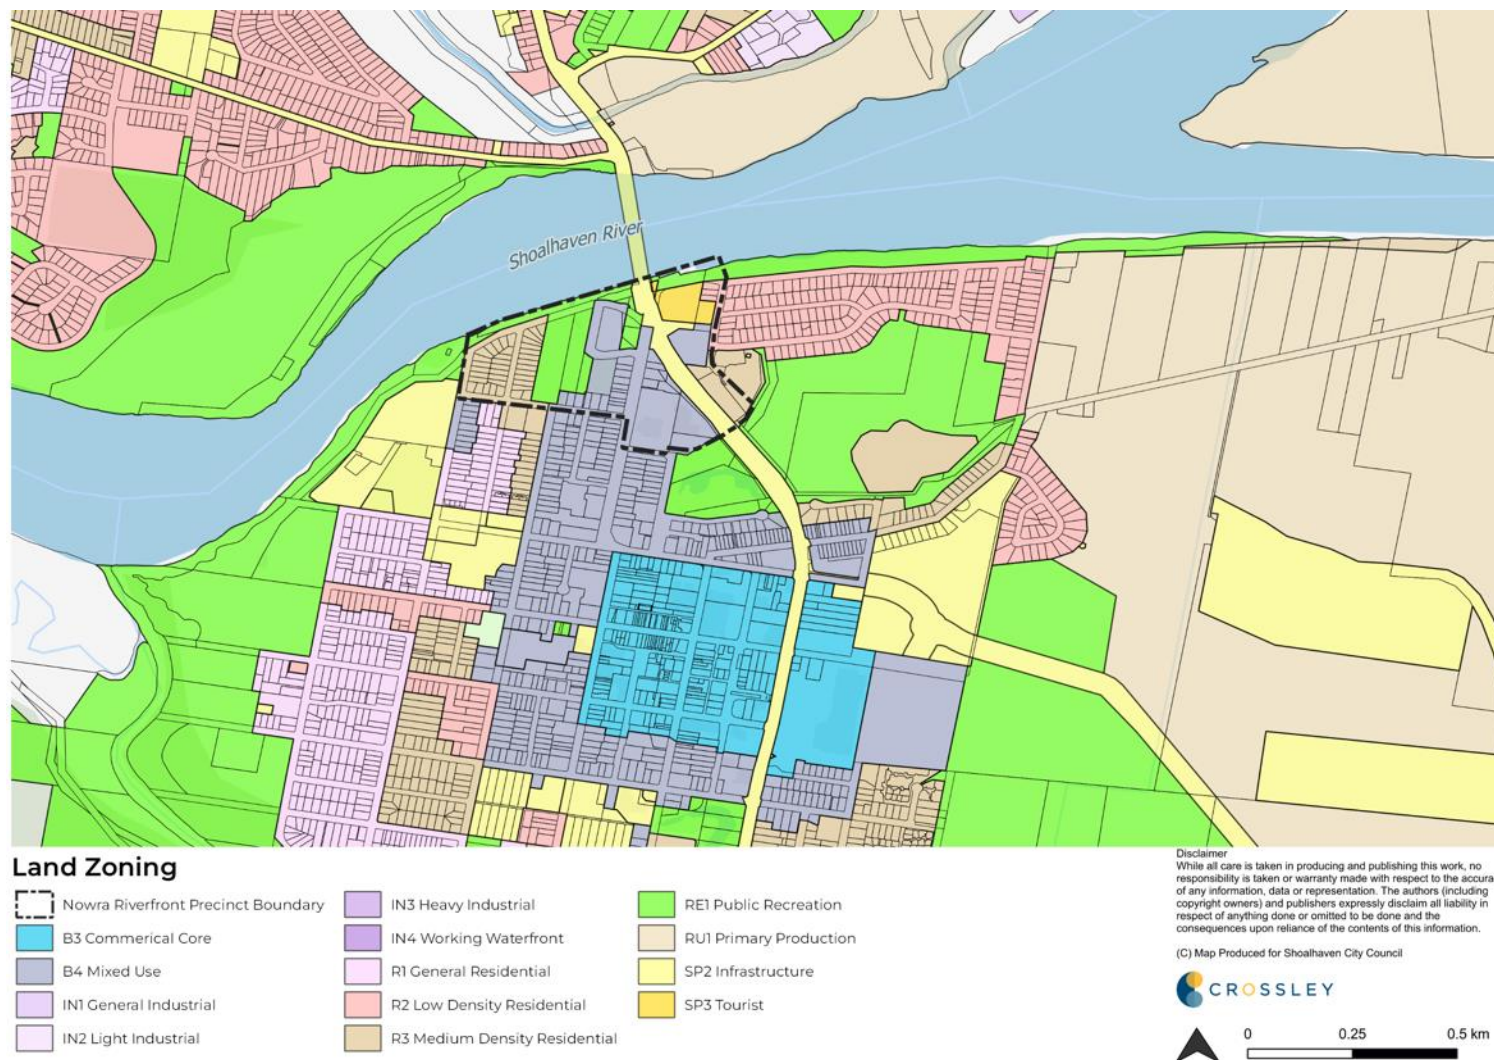 Shoalhaven River
Land Zoning
Nowra Riverfront Precinct Boundary
B3 Commerical Core
B4 Mixed Use
IN1 General Industrial
IN2 Light Industrial
IN3 Heavy Industrial
IN4 Working Waterfront
R1 General Residential
R2 Low Density Residential
R3 Medium Density Residential
RE1 Public Recreation
RU1 Primary Production
SP2 Infrastructure
SP3 Tourist
Disclaimer
While all care is taken in producing and publishing this work, no
responsibility is taken or warranty made with respect to the accura
of any information, data or representation. The authors (including
copyright owners) and publishers expressly disclaim all liability in
respect of anything done or omitted to be done and the
consequences upon reliance of the contents of this information.
(C) Map Produced for Shoalhaven City Council
CROSSLEY
0 0.25 0.5 km